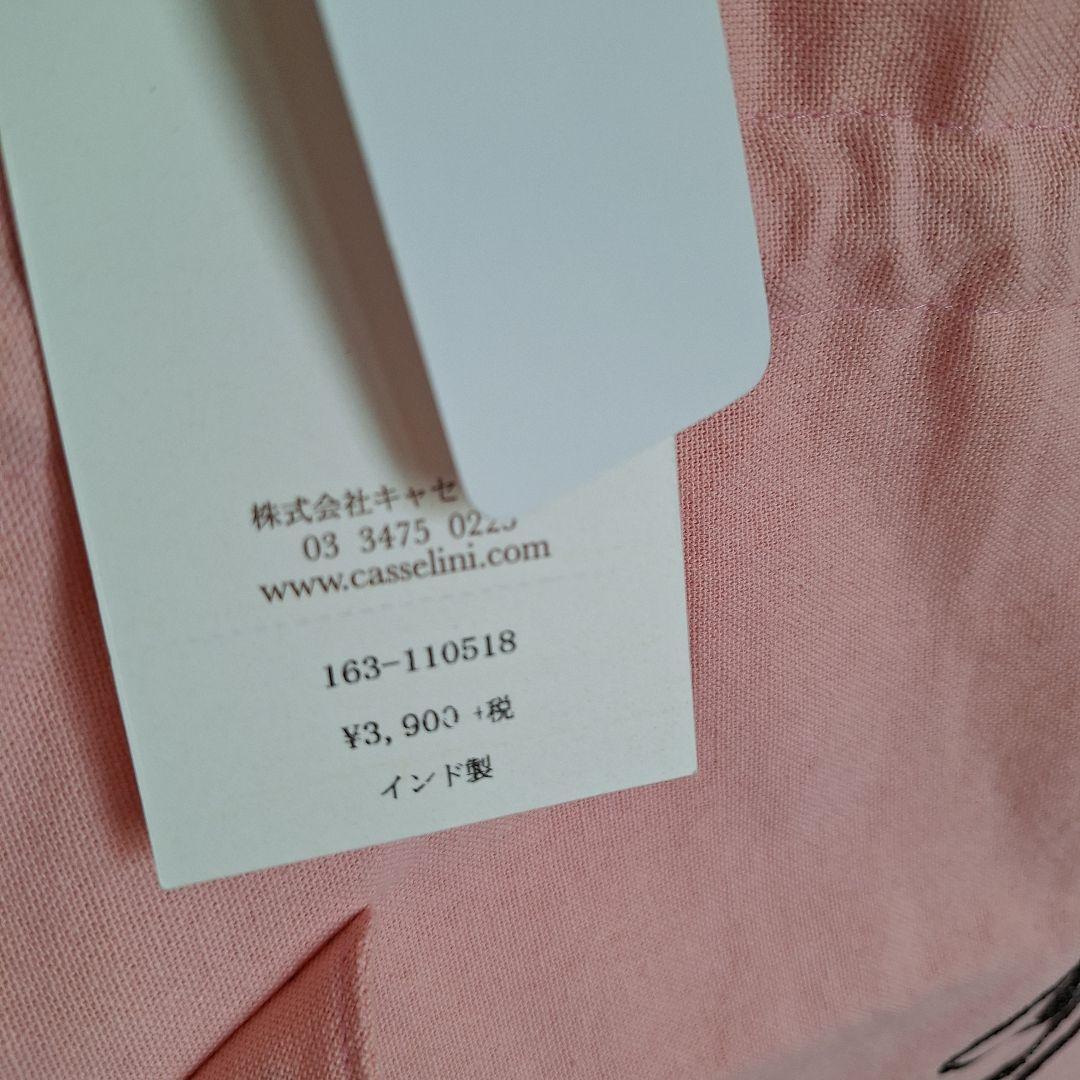 株式会社キャセ
03 3475 0225
www.casselini.com
163-110518
¥3,900 +税
インド製